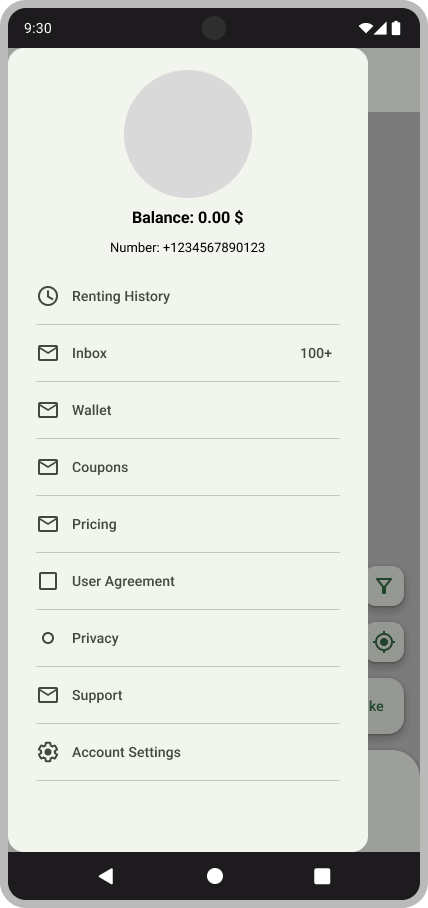 9:30
Balance: 0.00 $
Number: +1234567890123
Renting History
Inbox 100+
Wallet
Coupons
Pricing
User Agreement
Privacy
ke
Support
Account Settings